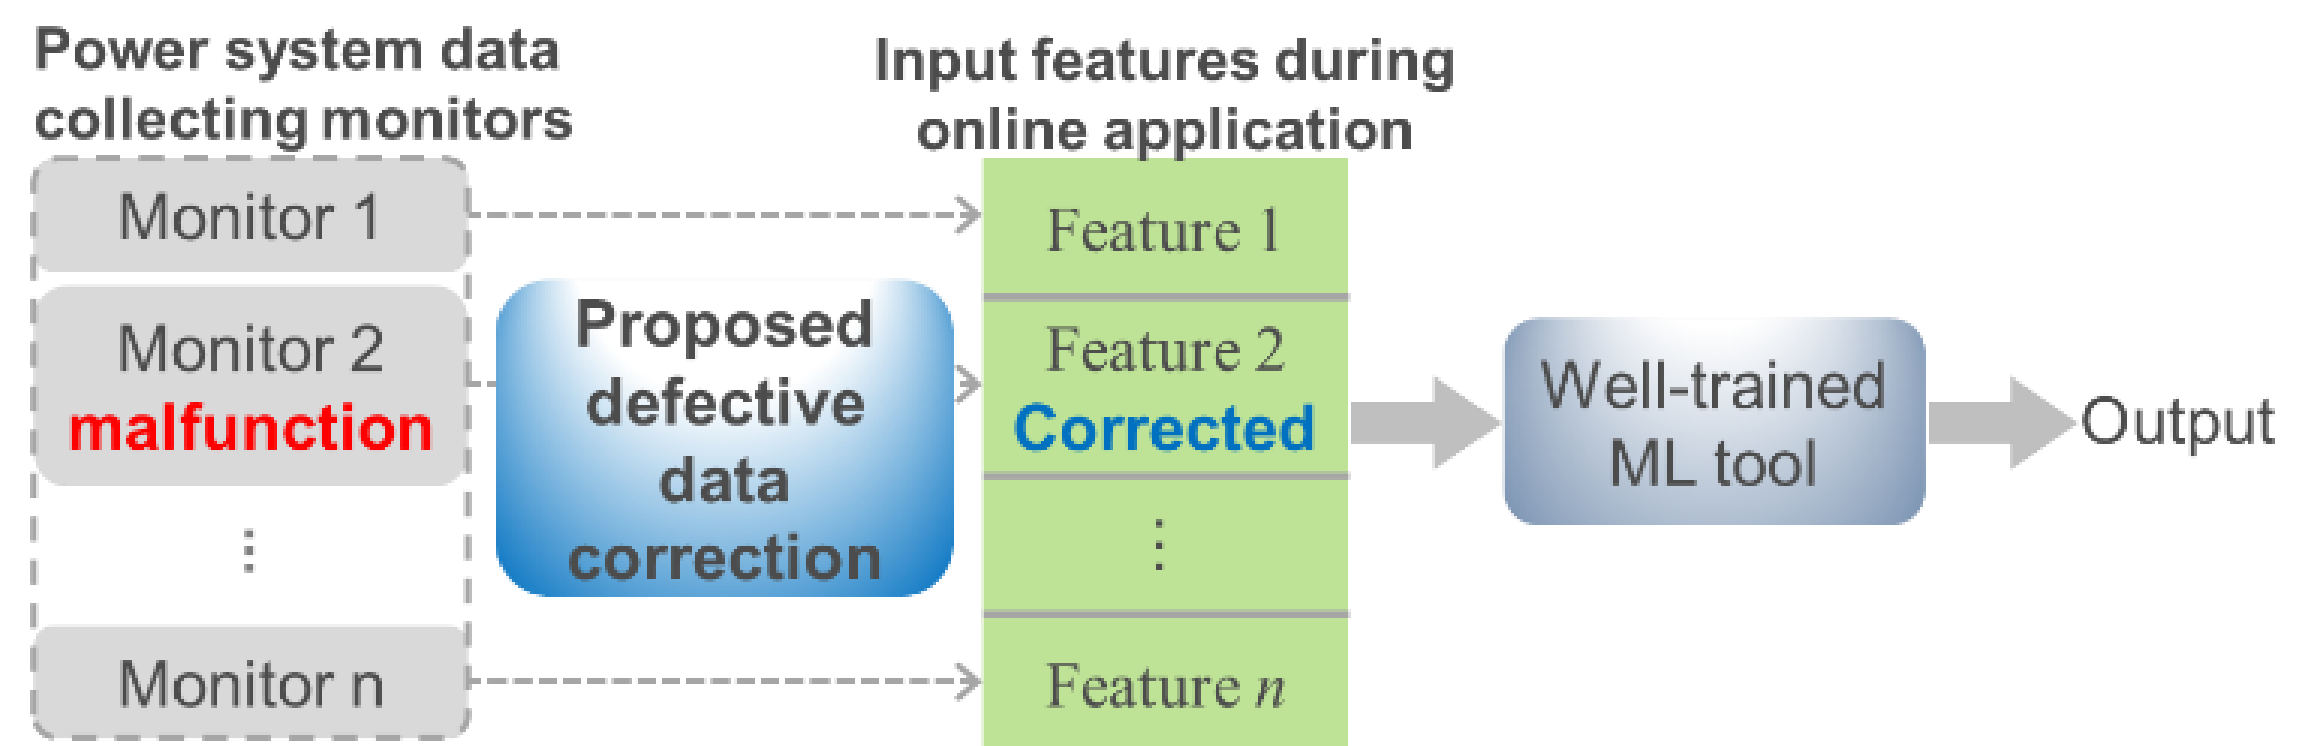 Power system data
collecting monitors
Monitor 1
Monitor 2
malfunction
⋮
Monitor n
Proposed
defective
data
correction
Input features during
online application
Feature 1
Feature 2
Corrected
⋮
Feature n
Well-trained
ML tool
Output